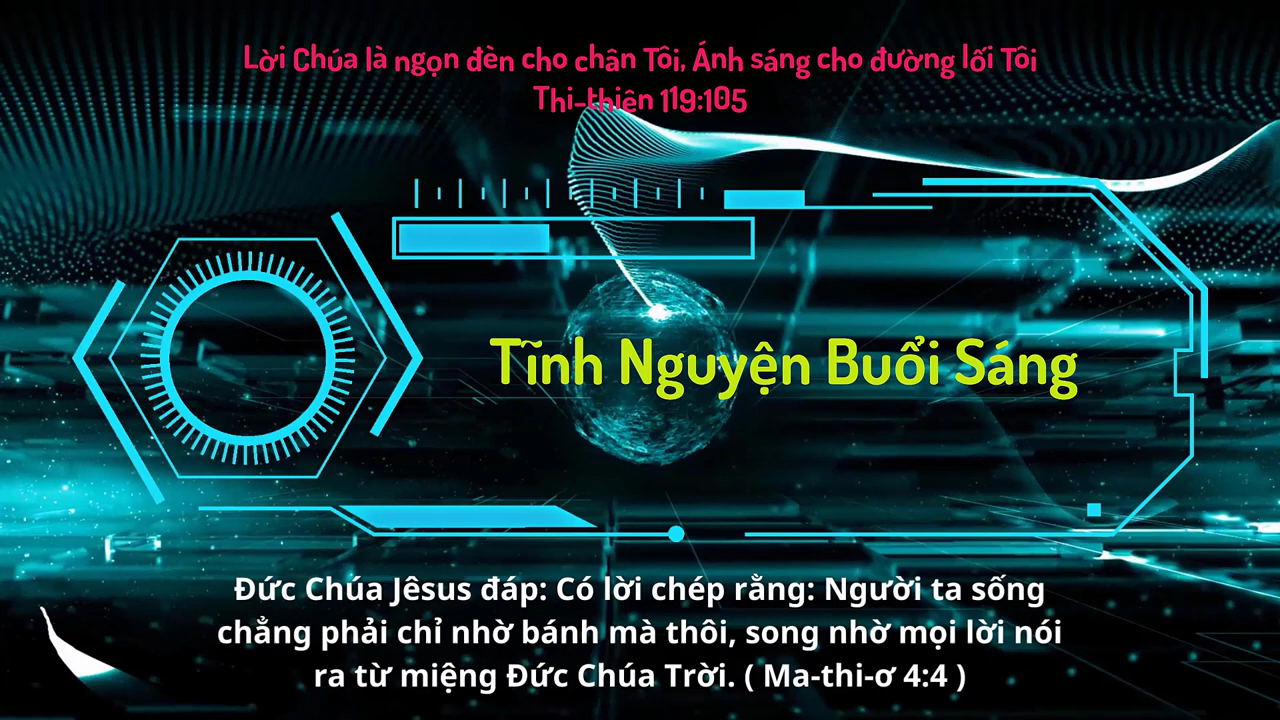 Lời Chúa là ngọn đèn cho chân Tôi, Ánh sáng cho đường lối Tôi
Thi-thiên 119:105
Tĩnh Nguyện Buổi Sáng
Đức Chúa Jêsus đáp: Có lời chép rằng: Người ta sống
chẳng phải chỉ nhờ bánh mà thôi, song nhờ mọi lời nói
ra từ miệng Đức Chúa Trời. ( Ma-thi-ơ 4:4 )